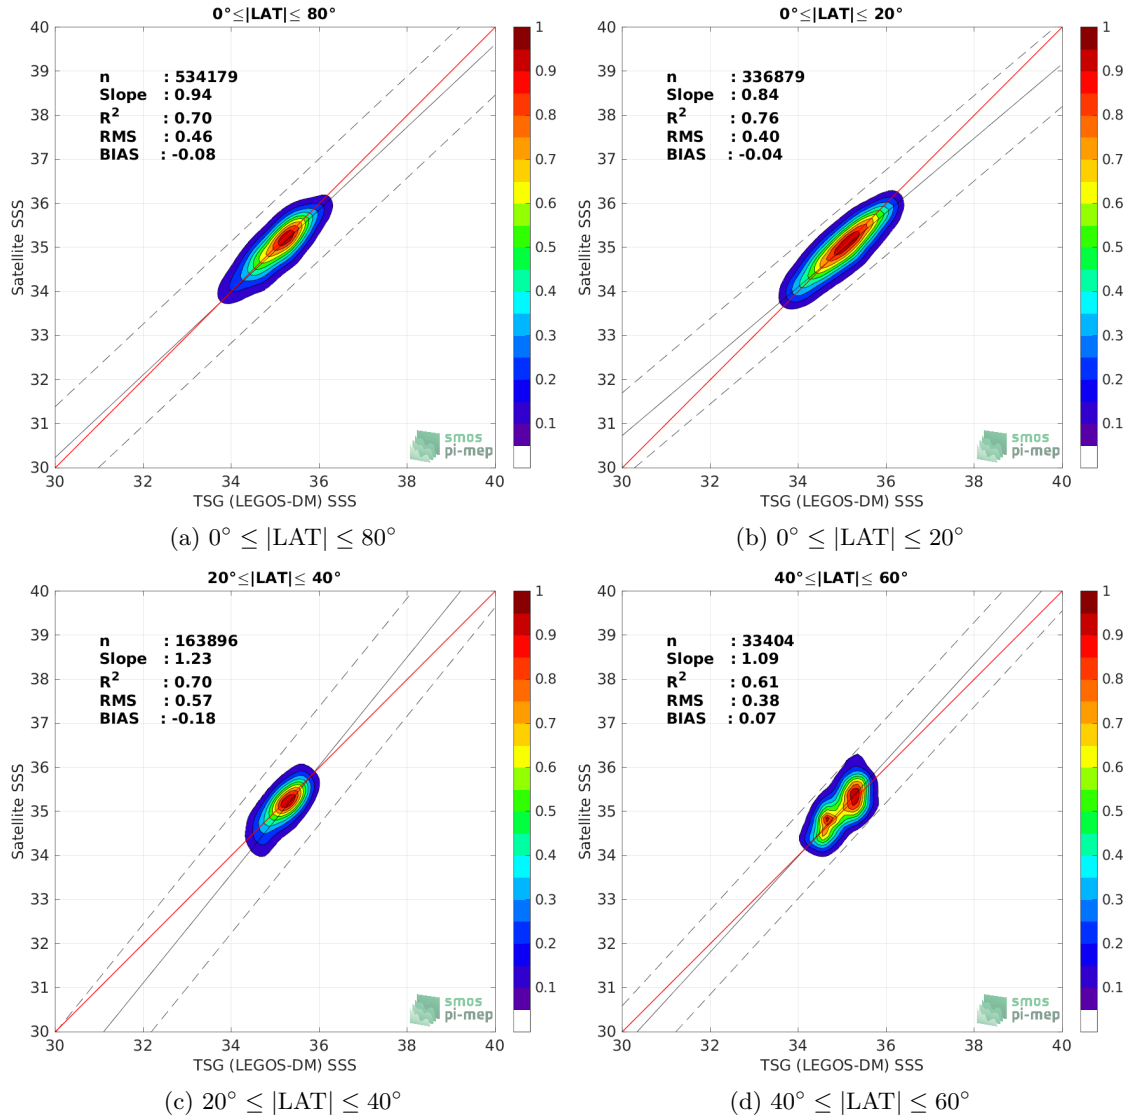 0°≤|LAT|≤ 80°
n : 534179
Slope : 0.94
R² : 0.70
RMS : 0.46
BIAS : -0.08
Satellite SSS
40
39
38
37
36
35
34
33
32
31
30
30 32 34 36 38 40
TSG (LEGOS-DM) SSS
smos
pi-mep
1
0.9
0.8
0.7
0.6
0.5
0.4
0.3
0.2
0.1
(a) 0° ≤ |LAT| ≤ 80°
0°≤|LAT|≤ 20°
n : 336879
Slope : 0.84
R² : 0.76
RMS : 0.40
BIAS : -0.04
Satellite SSS
40
39
38
37
36
35
34
33
32
31
30
30 32 34 36 38 40
TSG (LEGOS-DM) SSS
smos
pi-mep
1
0.9
0.8
0.7
0.6
0.5
0.4
0.3
0.2
0.1
(b) 0° ≤ |LAT| ≤ 20°
20°≤|LAT|≤ 40°
n : 163896
Slope : 1.23
R² : 0.70
RMS : 0.57
BIAS : -0.18
Satellite SSS
40
39
38
37
36
35
34
33
32
31
30
30 32 34 36 38 40
TSG (LEGOS-DM) SSS
smos
pi-mep
1
0.9
0.8
0.7
0.6
0.5
0.4
0.3
0.2
0.1
(c) 20° ≤ |LAT| ≤ 40°
40°≤|LAT|≤ 60°
n : 33404
Slope : 1.09
R² : 0.61
RMS : 0.38
BIAS : 0.07
Satellite SSS
40
39
38
37
36
35
34
33
32
31
30
30 32 34 36 38 40
TSG (LEGOS-DM) SSS
smos
pi-mep
1
0.9
0.8
0.7
0.6
0.5
0.4
0.3
0.2
0.1
(d) 40° ≤ |LAT| ≤ 60°